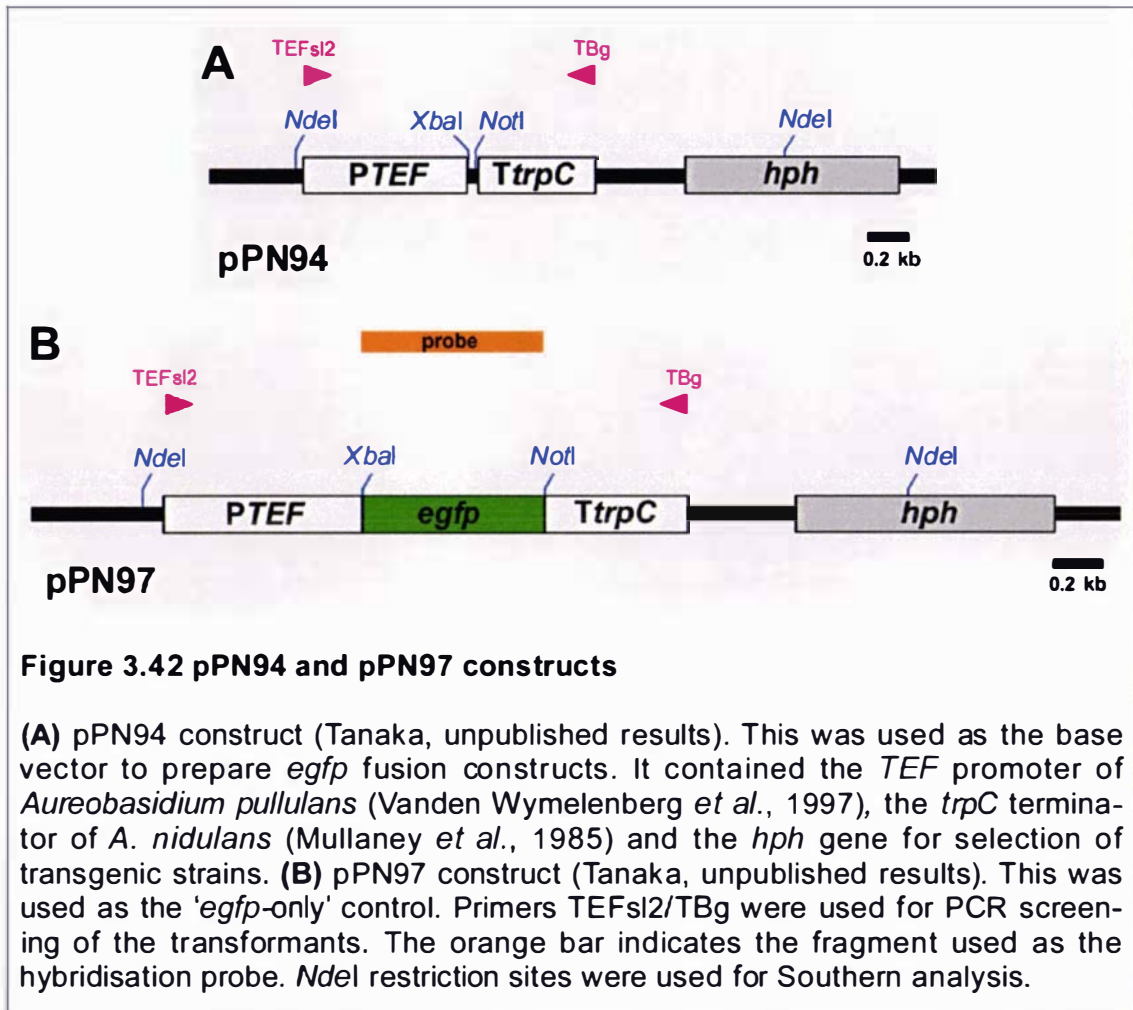 A
TEFsl2
TBg
NdeI
XbaI
NotI
NdeI
PTEF
TtrpC
hph
pPN94
0.2 kb
B
probe
TEFsl2
TBg
NdeI
XbaI
NotI
NdeI
PTEF
egfp
TtrpC
hph
pPN97
0.2 kb
Figure 3.42 pPN94 and pPN97 constructs
(A) pPN94 construct (Tanaka, unpublished results). This was used as the base
vector to prepare egfp fusion constructs. It contained the TEF promoter of
Aureobasidium pullulans (Vanden Wymelenberg et al., 1997), the trpC termina-
tor of A. nidulans (Mullaney et al., 1985) and the hph gene for selection of
transgenic strains. (B) pPN97 construct (Tanaka, unpublished results). This was
used as the 'egfp-only' control. Primers TEFsl2/TBg were used for PCR screen-
ing of the transformants. The orange bar indicates the fragment used as the
hybridisation probe. NdeI restriction sites were used for Southern analysis.